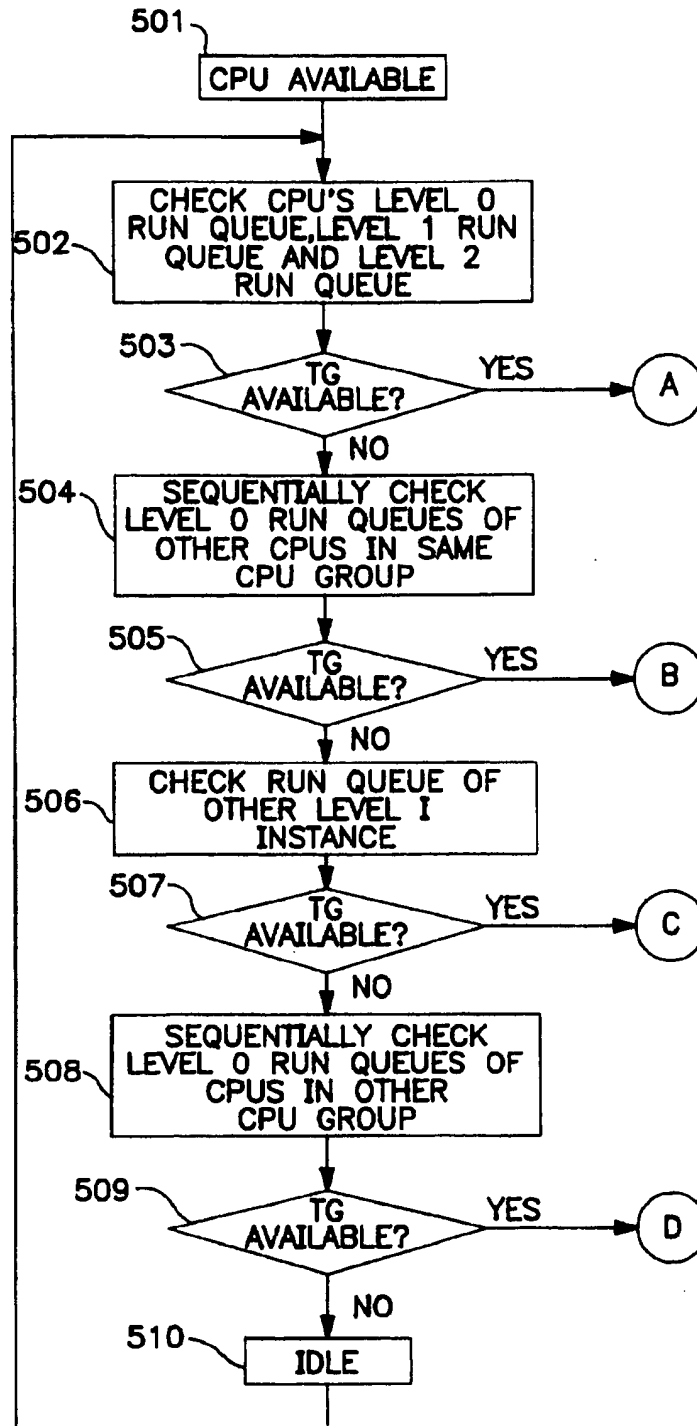 501
CPU AVAILABLE
502
CHECK CPU'S LEVEL 0
RUN QUEUE,LEVEL 1 RUN
QUEUE AND LEVEL 2
RUN QUEUE
503
TG
AVAILABLE?
YES
A
NO
504
SEQUENTIALLY CHECK
LEVEL 0 RUN QUEUES OF
OTHER CPUS IN SAME
CPU GROUP
505
TG
AVAILABLE?
YES
B
NO
506
CHECK RUN QUEUE OF
OTHER LEVEL I
INSTANCE
507
TG
AVAILABLE?
YES
C
NO
508
SEQUENTIALLY CHECK
LEVEL 0 RUN QUEUES OF
CPUS IN OTHER
CPU GROUP
509
TG
AVAILABLE?
YES
D
NO
510
IDLE